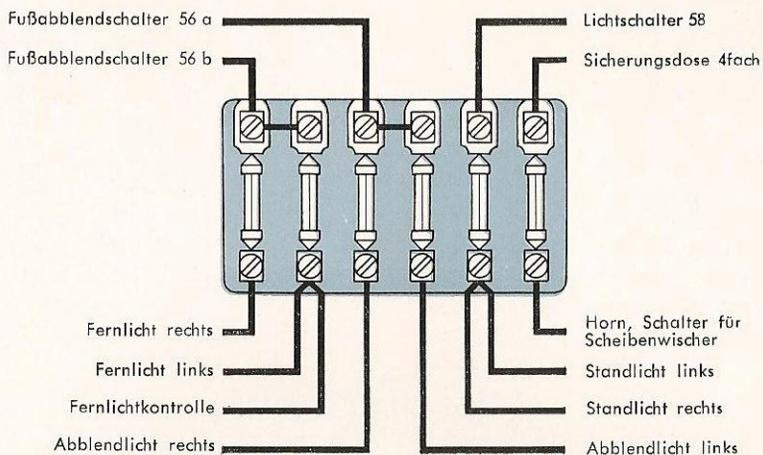 Fußabblendschalter 56 a
Fußabblendschalter 56 b
Lichtschalter 58
Sicherungsdose 4fach
Fernlicht rechts
Fernlicht links
Fernlichtkontrolle
Abblendlicht rechts
Horn, Schalter für
Scheibenwischer
Standlicht links
Standlicht rechts
Abblendlicht links